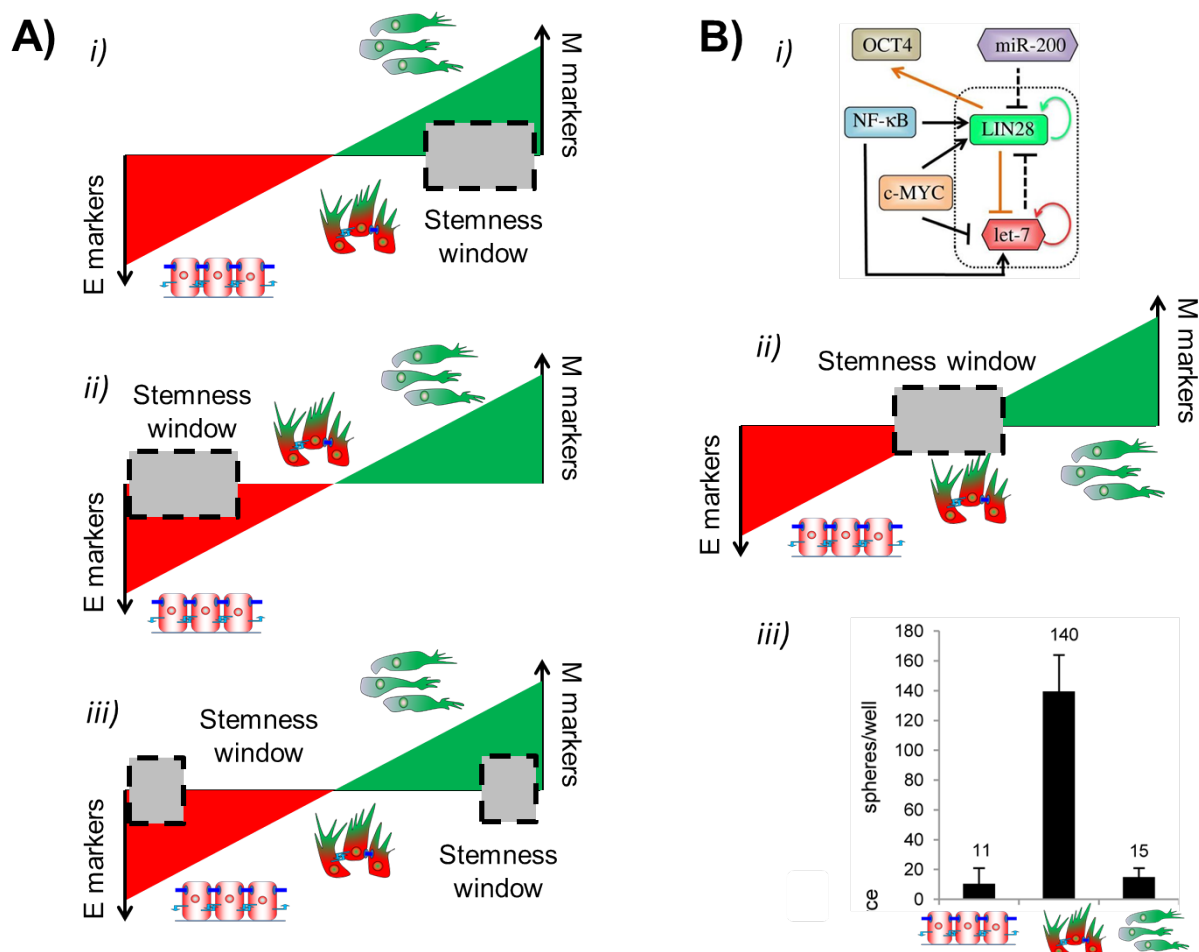 A)
i)
M markers
E markers
Stemness
window
ii)
Stemness
window
M markers
E markers
iii)
Stemness
window
M markers
E markers
Stemness
window
B)
i)
OCT4
miR-200
NF-κB
LIN28
c-MYC
let-7
ii)
Stemness window
M markers
E markers
iii)
spheres/well
180
160
140
120
100
80
60
40
20
0
11
140
15
rce